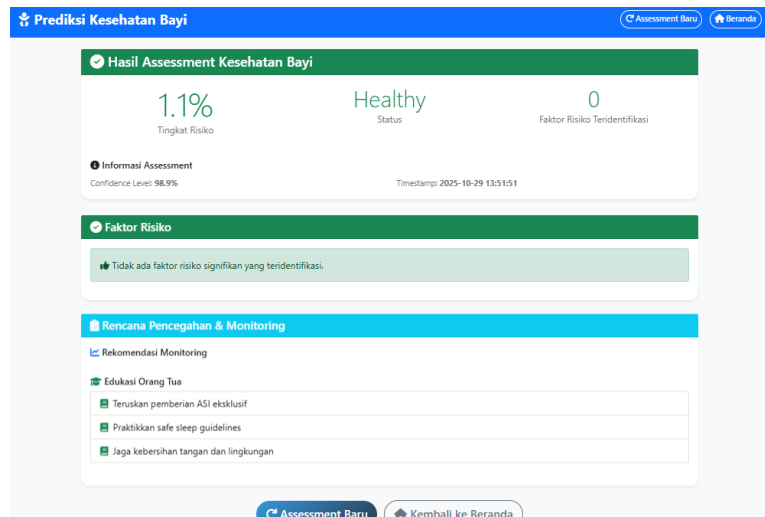 Prediksi Kesehatan Bayi
Assessment Baru
Beranda
Hasil Assessment Kesehatan Bayi
1.1%
Tingkat Risiko
Healthy
Status
0
Faktor Risiko Teridentifikasi
Informasi Assessment
Confidence Level: 98.9%
Timestamp: 2025-10-29 13:51:51
Faktor Risiko
Tidak ada faktor risiko signifikan yang teridentifikasi.
Rencana Pencegahan & Monitoring
Rekomendasi Monitoring
Edukasi Orang Tua
Teruskan pemberian ASI eksklusif
Praktikkan safe sleep guidelines
Jaga kebersihan tangan dan lingkungan
Assessment Baru
Kembali ke Beranda